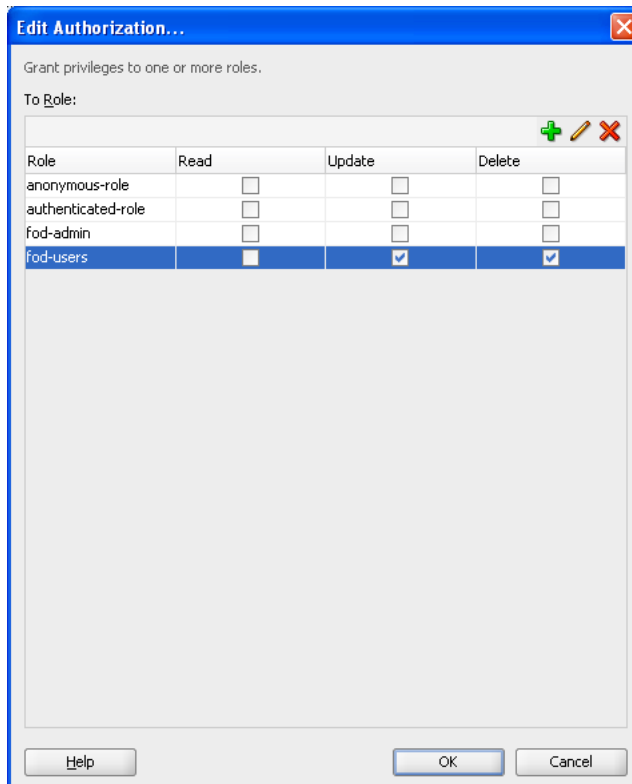 Edit Authorization...
Grant privileges to one or more roles.
To Role:
Role Read Update Delete
anonymous-role
authenticated-role
fod-admin
fod-users
Help OK Cancel